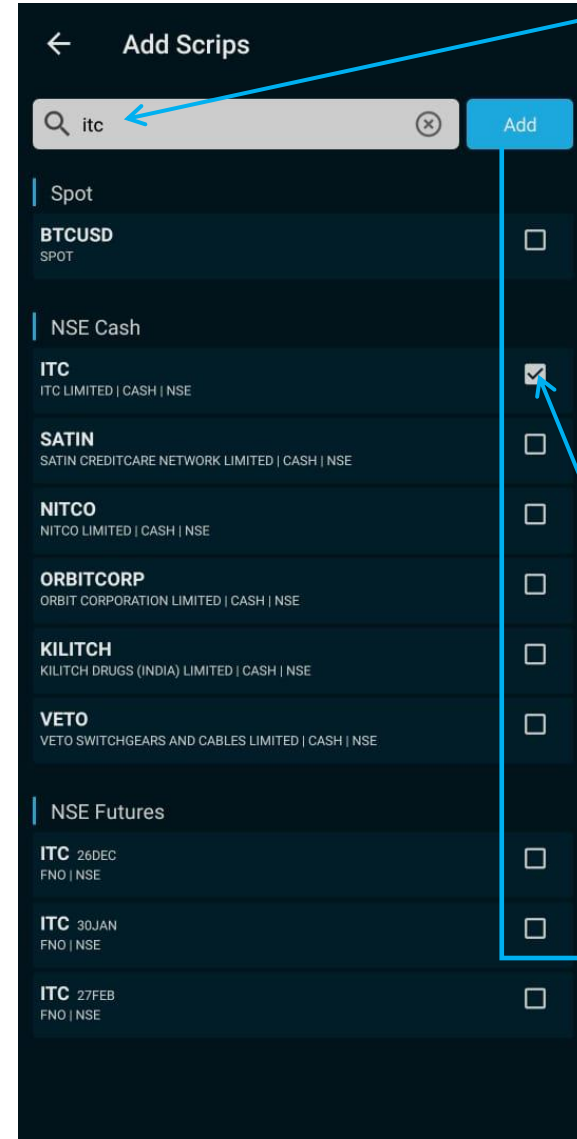 Add Scrips
itc
Add
Spot
BTCUSD
SPOT
NSE Cash
ITC
ITC LIMITED | CASH | NSE
SATIN
SATIN CREDITCARE NETWORK LIMITED | CASH | NSE
NITCO
NITCO LIMITED | CASH | NSE
ORBITCORP
ORBIT CORPORATION LIMITED | CASH | NSE
KILITCH
KILITCH DRUGS (INDIA) LIMITED | CASH | NSE
VETO
VETO SWITCHGEARS AND CABLES LIMITED | CASH | NSE
NSE Futures
ITC 26DEC
FNO | NSE
ITC 30JAN
FNO | NSE
ITC 27FEB
FNO | NSE